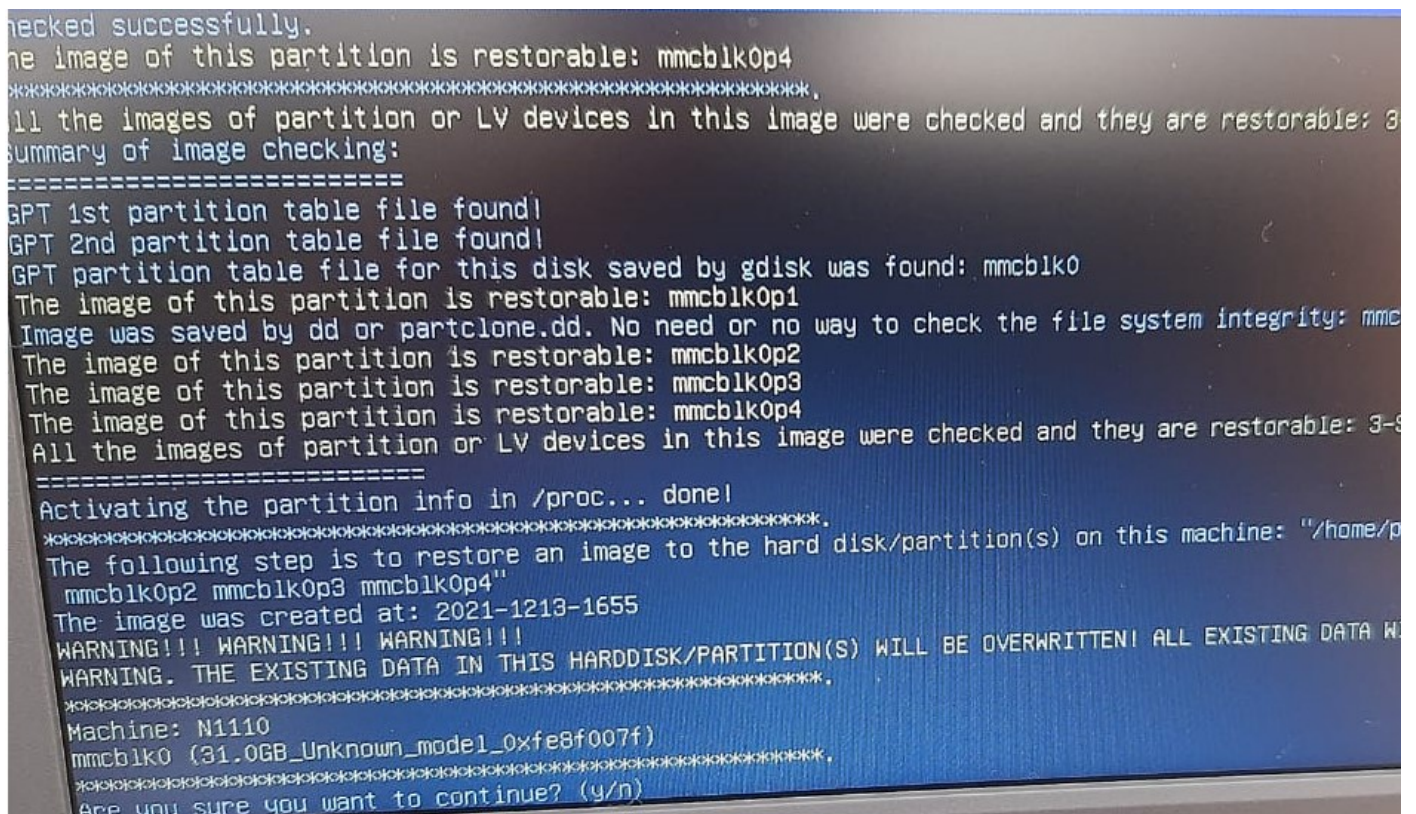 hecked successfully.
he image of this partition is restorable: mmcblk0p4
*****************************************************************.
ll the images of partition or LV devices in this image were checked and they are restorable: 3
Summary of image checking:
===========================
GPT 1st partition table file found!
GPT 2nd partition table file found!
GPT partition table file for this disk saved by gdisk was found: mmcblk0
The image of this partition is restorable: mmcblk0p1
Image was saved by dd or partclone.dd. No need or no way to check the file system integrity: mmc
The image of this partition is restorable: mmcblk0p2
The image of this partition is restorable: mmcblk0p3
The image of this partition is restorable: mmcblk0p4
All the images of partition or LV devices in this image were checked and they are restorable: 3-S
===========================
Activating the partition info in /proc... done!
*****************************************************************.
The following step is to restore an image to the hard disk/partition(s) on this machine: "/home/p
mmcblk0p2 mmcblk0p3 mmcblk0p4"
The image was created at: 2021-1213-1655
WARNING!!! WARNING!!! WARNING!!!
WARNING. THE EXISTING DATA IN THIS HARDDISK/PARTITION(S) WILL BE OVERWRITTEN! ALL EXISTING DATA WI
*****************************************************************.
Machine: N1110
mmcblk0 (31.0GB_Unknown_model_0xfe8f007f)
*****************************************************************.
Are you sure you want to continue? (y/n)